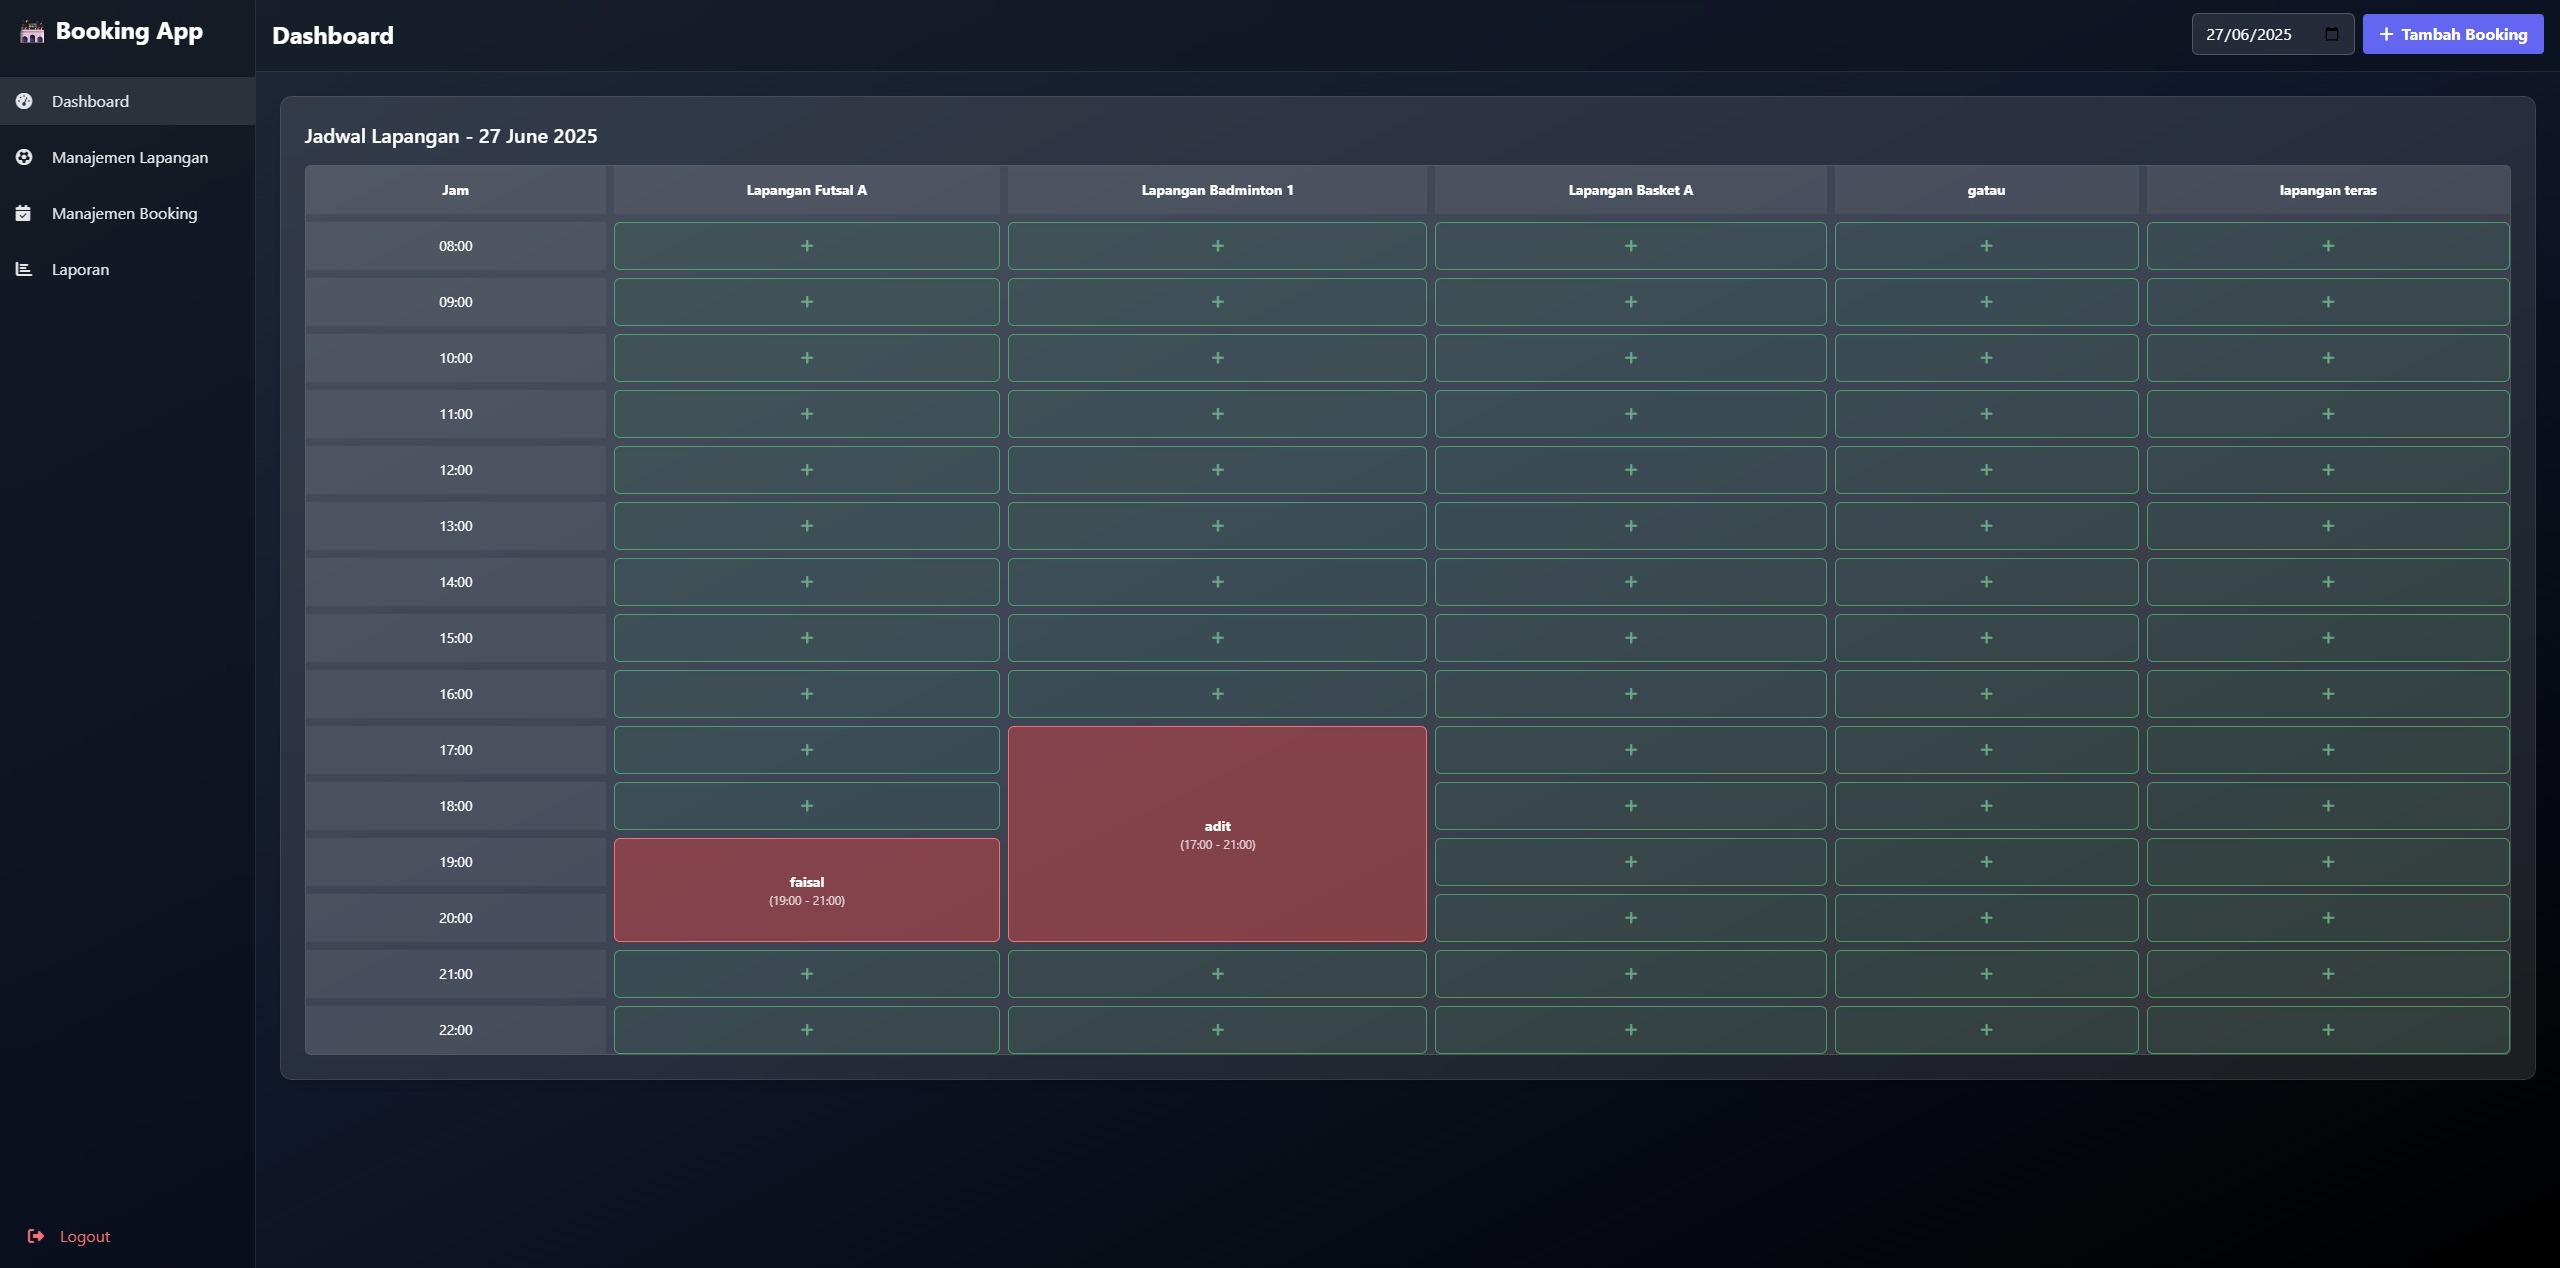 Booking App
Dashboard
Manajemen Lapangan
Manajemen Booking
Laporan
Logout
Dashboard
27/06/2025
+ Tambah Booking
Jadwal Lapangan - 27 June 2025
Jam Lapangan Futsal A Lapangan Badminton 1 Lapangan Basket A gatau lapangan teras
08:00 + + + + +
09:00 + + + + +
10:00 + + + + +
11:00 + + + + +
12:00 + + + + +
13:00 + + + + +
14:00 + + + + +
15:00 + + + + +
16:00 + + + + +
17:00 + + + +
18:00 + + + +
adit
(17:00 - 21:00)
19:00 + + +
faisal
(19:00 - 21:00)
20:00 + + +
21:00 + + + + +
22:00 + + + + +